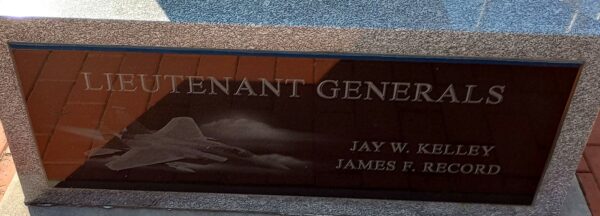 LIEUTENANT GENERALS
JAY W. KELLEY
JAMES F. RECORD